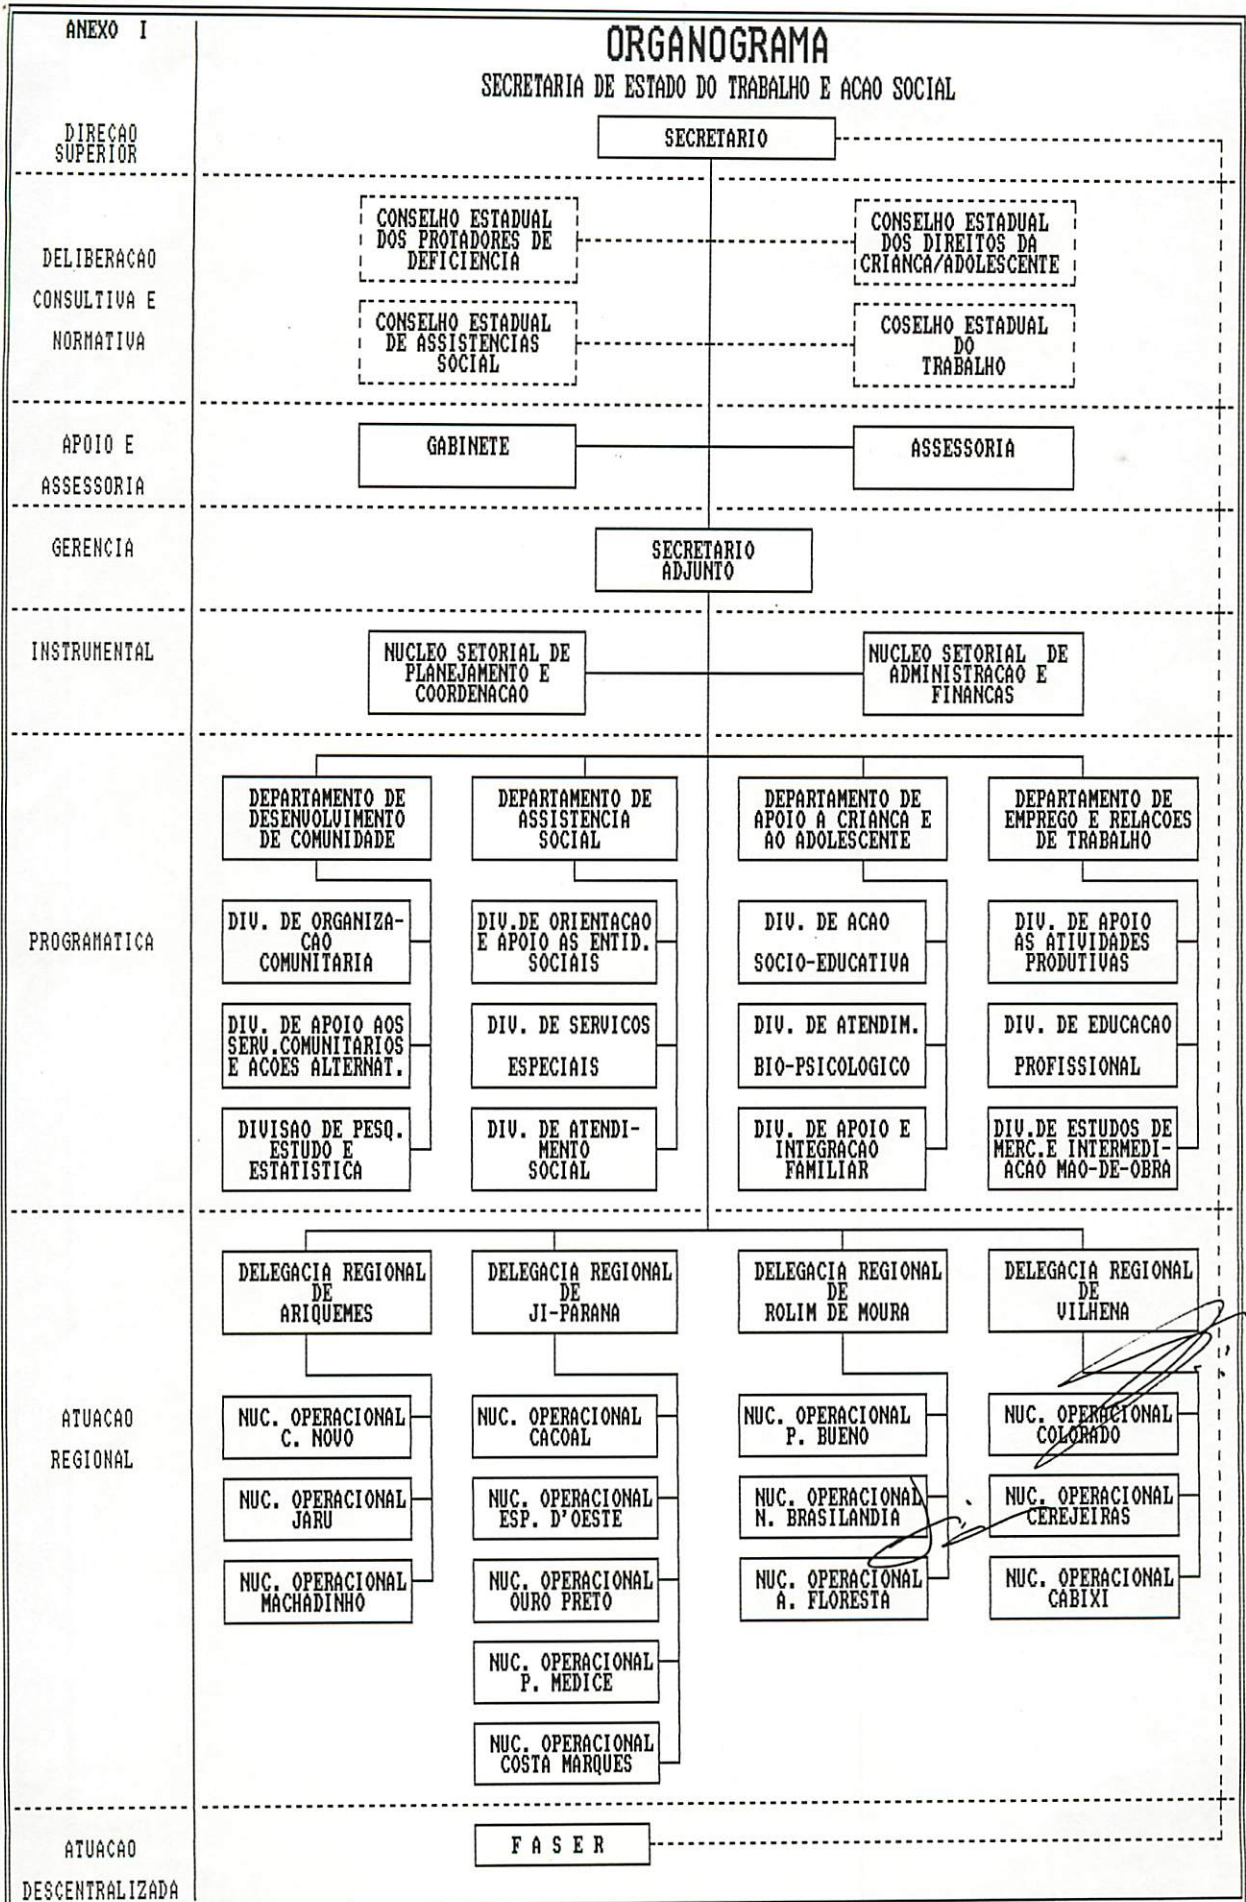 ANEXO I
ORGANOGRAMA
SECRETARIA DE ESTADO DO TRABALHO E ACAO SOCIAL
DIREÇAO
SUPERIOR
SECRETARIO
DELIBERACAO
CONSULTIVA E
NORMATIVA
CONSELHO ESTADUAL
DOS PROTADORES DE
DEFICIENCIA
CONSELHO ESTADUAL
DOS DIREITOS DA
CRIANCA/ADOLESCENTE
CONSELHO ESTADUAL
DE ASSISTENCIAS
SOCIAL
COSELHO ESTADUAL
DO
TRABALHO
APOIO E
ASSESSORIA
GABINETE
ASSESSORIA
GERENCIA
SECRETARIO
ADJUNTO
INSTRUMENTAL
NUCLEO SETORIAL DE
PLANEJAMENTO E
COORDENACAO
NUCLEO SETORIAL DE
ADMINISTRACAO E
FINANCAS
PROGRAMATICA
DEPARTAMENTO DE
DESENVOLVIMENTO
DE COMUNIDADE
DEPARTAMENTO DE
ASSISTENCIA
SOCIAL
DEPARTAMENTO DE
APOIO A CRIANCA E
AO ADOLESCENTE
DEPARTAMENTO DE
EMPREGO E RELACOES
DE TRABALHO
DIV. DE ORGANIZA-
CAO
COMUNITARIA
DIV.DE ORIENTACAO
E APOIO AS ENTID.
SOCIAIS
DIV. DE ACAO
SOCIO-EDUCATIVA
DIV. DE APOIO
AS ATIVIDADES
PRODUTIVAS
DIV. DE APOIO AOS
SERV.COMUNITARIOS
E ACOES ALTERNAT.
DIV. DE SERVICOS
ESPECIAIS
DIV. DE ATENDIM.
BIO-PSICOLOGICO
DIV. DE EDUCACAO
PROFISSIONAL
DIVISAO DE PESQ.
ESTUDO E
ESTATISTICA
DIV. DE ATENDI-
MENTO
SOCIAL
DIV. DE APOIO E
INTEGRACAO
FAMILIAR
DIV.DE ESTUDOS DE
MERC.E INTERMEDI-
ACAO MAO-DE-OBRA
ATUACAO
REGIONAL
DELEGACIA REGIONAL
DE
ARIQUEMES
DELEGACIA REGIONAL
DE
JI-PARANA
DELEGACIA REGIONAL
DE
ROLIM DE MOURA
DELEGACIA REGIONAL
DE
VILHENA
NUC. OPERACIONAL
C. NOVO
NUC. OPERACIONAL
CACOAL
NUC. OPERACIONAL
P. BUENO
NUC. OPERACIONAL
COLORADO
NUC. OPERACIONAL
JARU
NUC. OPERACIONAL
ESP. D'OESTE
NUC. OPERACIONAL
N. BRASILANDIA
NUC. OPERACIONAL
CEREJEIRAS
NUC. OPERACIONAL
MACHADINHO
NUC. OPERACIONAL
OURO PRETO
NUC. OPERACIONAL
A. FLORESTA
NUC. OPERACIONAL
CABIXI
NUC. OPERACIONAL
P. MEDICE
NUC. OPERACIONAL
COSTA MARQUES
ATUACAO
DESCENTRALIZADA
F A S E R